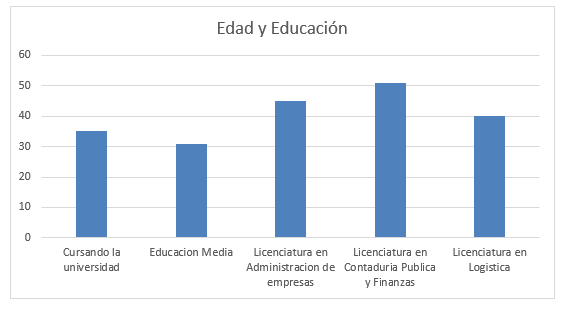 Edad y Educación
60
50
40
30
20
10
0
Cursando la
universidad
Educacion Media
Licenciatura en
Administracion de
empresas
Licenciatura en
Contaduria Publica
y Finanzas
Licenciatura en
Logistica